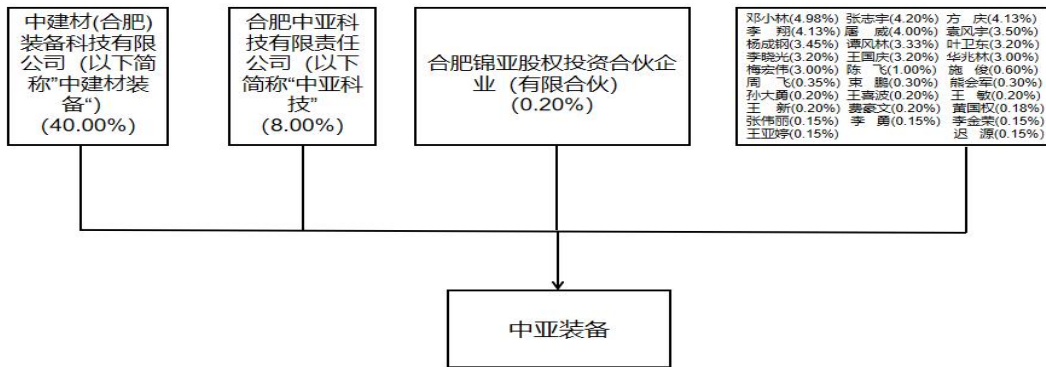 中建材(合肥)
装备科技有限
公司（以下简
称"中建材装
备“)
(40.00%)
合肥中亚科
技有限责任
公司（以下
简称“中亚科
技”
(8.00%)
合肥锦亚股权投资合伙企
业（有限合伙)
(0.20%)
邓小林(4.98%) 张志宇(4.20%) 方 庆(4.13%)
李 翔(4.13%) 屠 威(4.00%) 袁风宇(3.50%)
杨成钢(3.45%) 谭风林(3.33%) 叶卫东(3.20%)
李晓光(3.20%) 王国庆(3.20%) 华兆林(3.00%)
梅宏伟(3.00%) 陈 飞(1.00%) 施 俊(0.60%)
周 飞(0.35%) 束 鹏(0.30%) 熊会军(0.30%)
孙大勇(0.20%) 王喜波(0.20%) 王 敏(0.20%)
王 新(0.20%) 费豪文(0.20%) 黄国权(0.18%)
张伟丽(0.15%) 李 勇(0.15%) 李金荣(0.15%)
王亚婷(0.15%) 迟 源(0.15%)
中亚装备